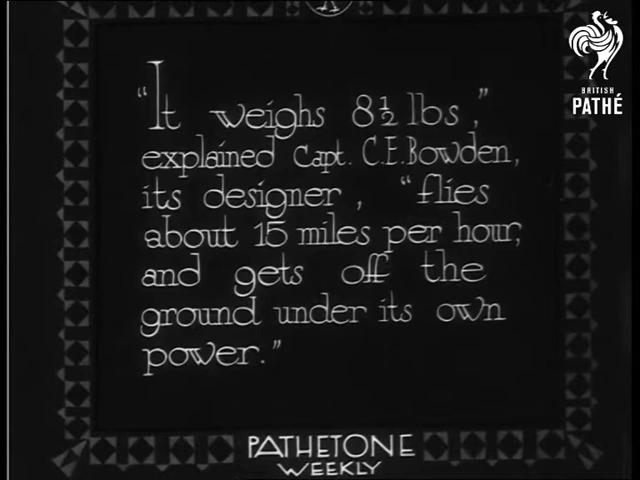 BRITISH
PATHÉ
“It weighs 8½ lbs,”
explained Capt. C.E.Bowden,
its designer, “flies
about 15 miles per hour,
and gets off the
ground under its own
power.”
PATHETONE
WEEKLY